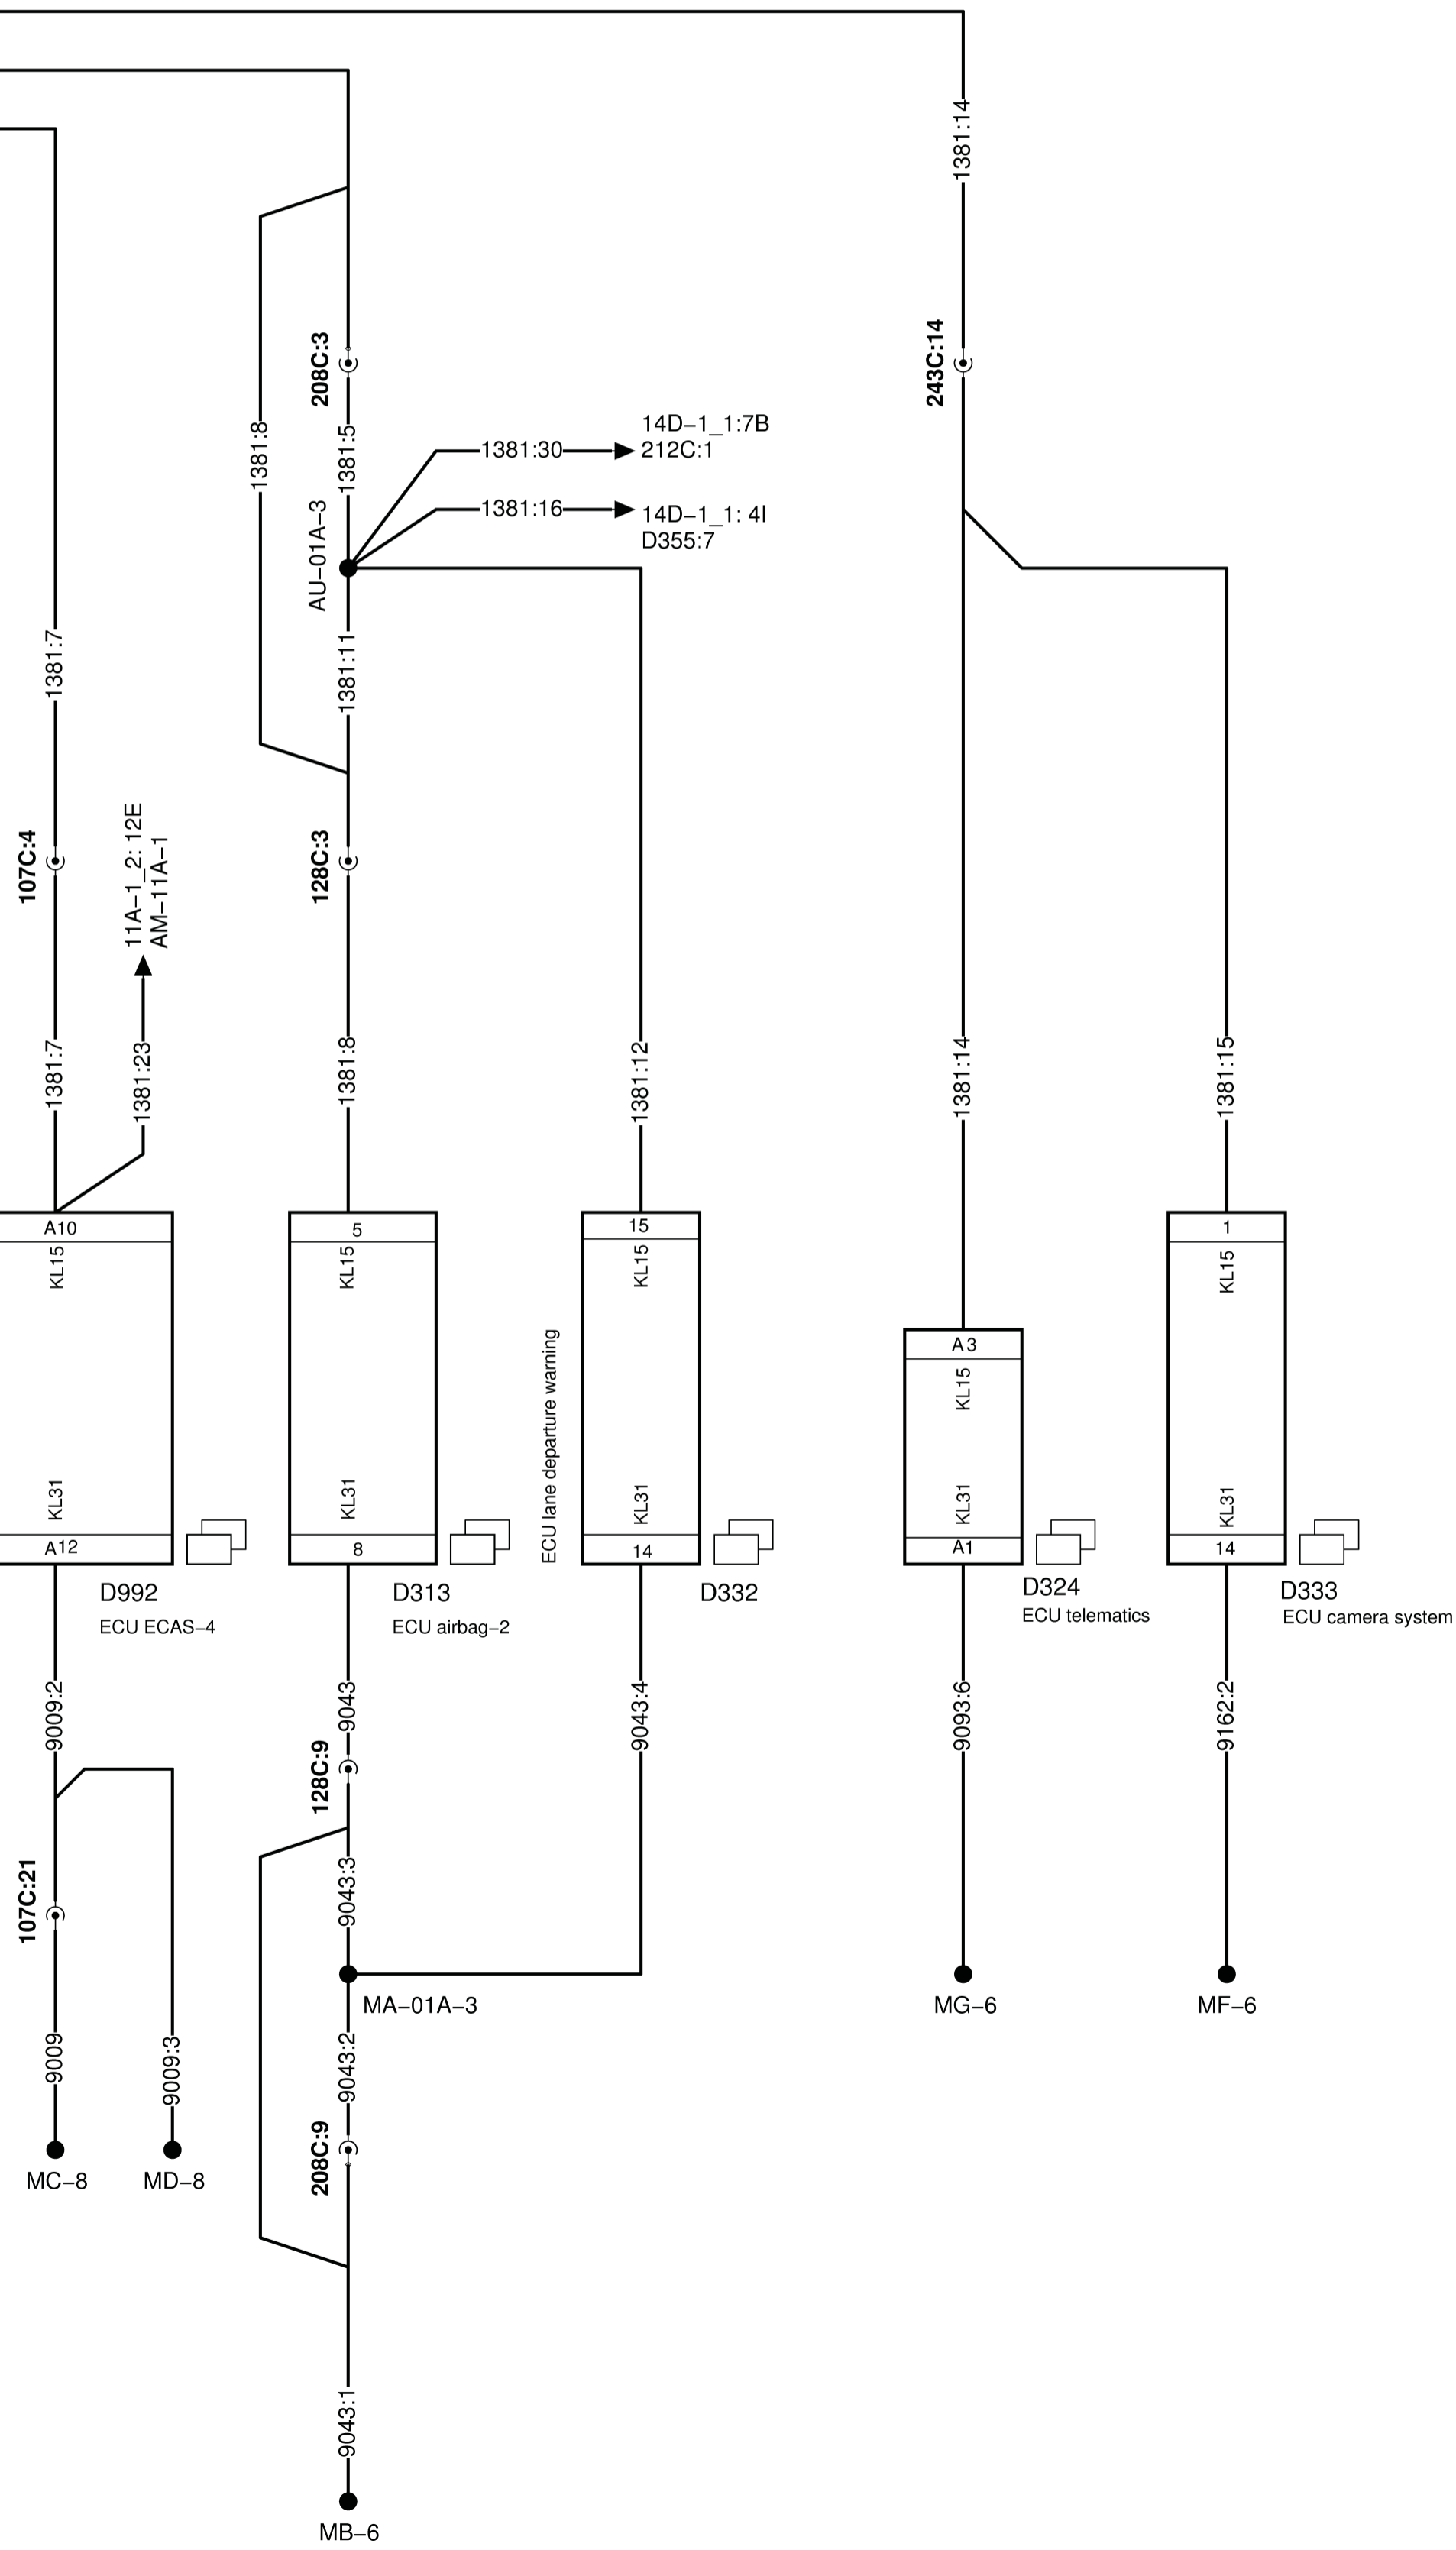 1381:14
243C:14
208C:3
1381:8
1381:5
14D-1_1:7B
1381:30
212C:1
1381:16
14D-1_1: 4I
D355:7
AU-01A-3
1381:7
1381:11
11A-1_2: 12E
AM-11A-1
107C:4
128C:3
1381:7
1381:23
1381:8
1381:12
1381:14
1381:15
A10
5
15
1
KL15
KL15
KL15
KL15
A3
KL15
ECU lane departure warning
KL31
KL31
KL31
KL31
KL31
A12
8
14
A1
14
D992
D313
D332
D324
D333
ECU ECAS-4
ECU airbag-2
ECU telematics
ECU camera system
9009:2
9043
9043:4
9093:6
9162:2
128C:9
107C:21
9043:3
MA-01A-3
MG-6
MF-6
9009
9009:3
9043:2
208C:9
MC-8
MD-8
9043:1
MB-6